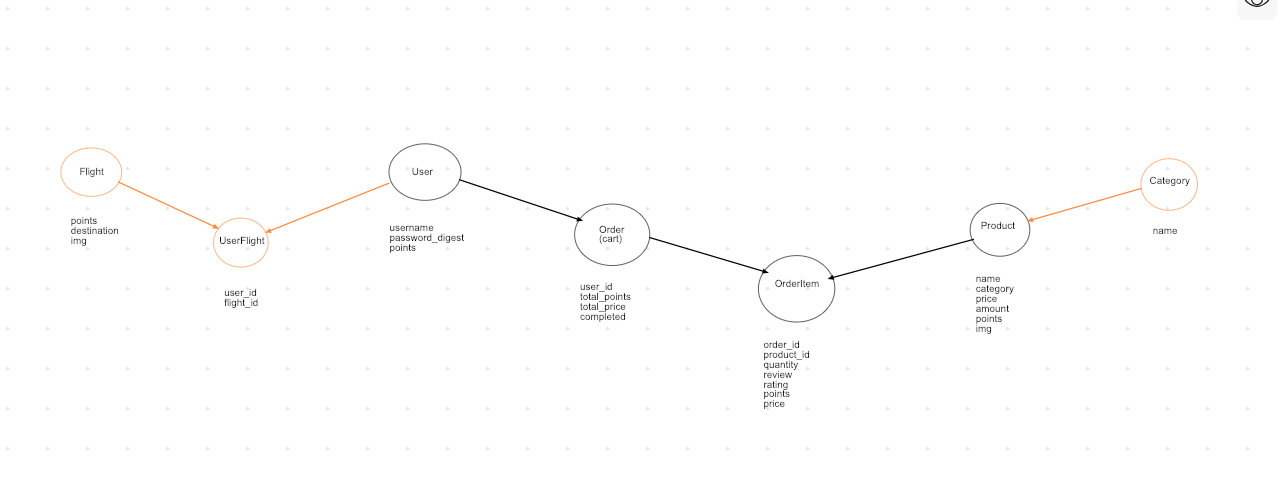 Flight
points
destination
img
UserFlight
user_id
flight_id
User
username
password_digest
points
Order
(cart)
user_id
total_points
total_price
completed
OrderItem
order_id
product_id
quantity
review
rating
points
price
Product
name
category
price
amount
points
img
Category
name